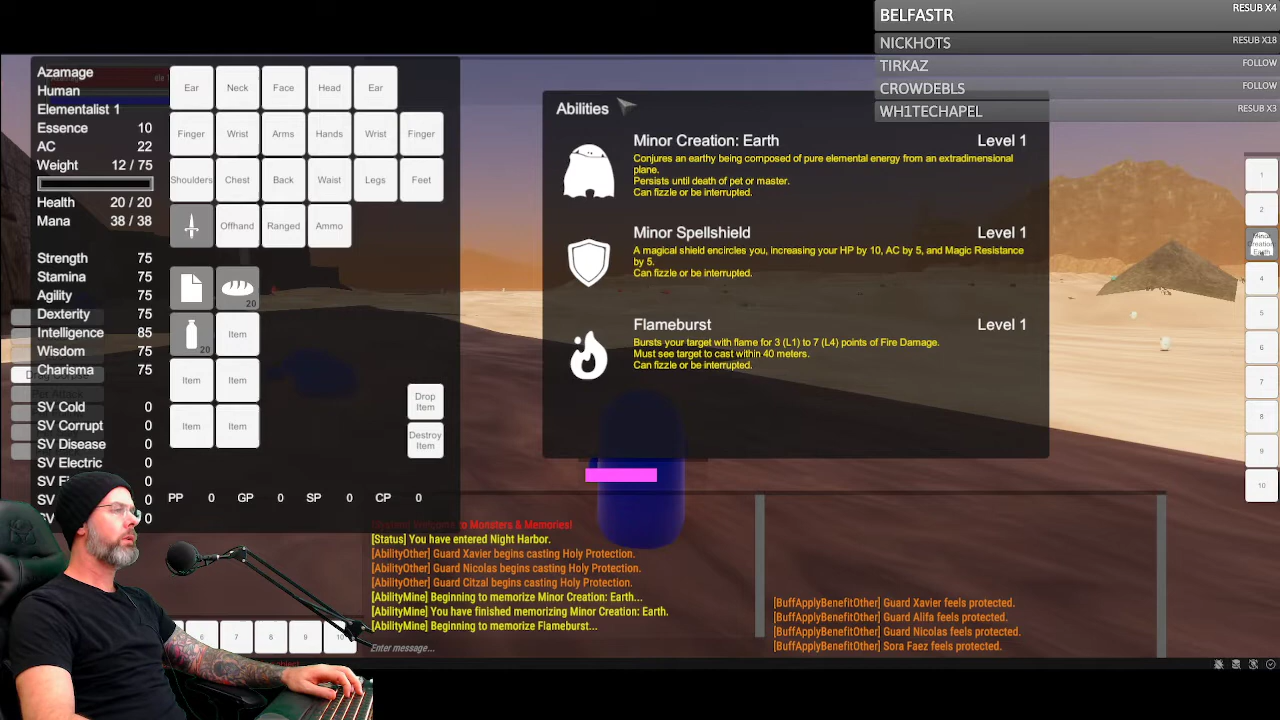 BELFASTR RESUB X4
NICKHOTS RESUB X18
TIRKAZ FOLLOW
CROWDEBLS FOLLOW
WH1TECHAPEL RESUB X3
Azamage
Human
Elementalist 1
Essence 10
AC 22
Weight 12 / 75
Health 20 / 20
Mana 38 / 38
Strength 75
Stamina 75
Agility 75
Dexterity 75
Intelligence 85
Wisdom 75
Charisma 75
SV Cold 0
SV Corrupt 0
SV Disease 0
SV Electric 0
0
SV 0
SV 0
Ear Neck Face Head Ear
Finger Wrist Arms Hands Wrist Finger
Shoulders Chest Back Waist Legs Feet
Offhand Ranged Ammo
20
20 Item
Item Item
Item Item
Drop
Item
Destroy
Item
PP 0 GP 0 SP 0 CP 0
Abilities
Minor Creation: Earth Level 1
Conjures an earthy being composed of pure elemental energy from an extradimensional
plane.
Persists until death of pet or master.
Can fizzle or be interrupted.
Minor Spellshield Level 1
A magical shield encircles you, increasing your HP by 10, AC by 5, and Magic Resistance
by 5.
Can fizzle or be interrupted.
Flameburst Level 1
Bursts your target with flame for 3 (L1) to 7 (L4) points of Fire Damage.
Must see target to cast within 40 meters.
Can fizzle or be interrupted.
1
2
Minor
Creation:
Earth
4
5
6
7
8
9
10
Welcome to Monsters & Memories!
[Status] You have entered Night Harbor.
[AbilityOther] Guard Xavier begins casting Holy Protection.
[AbilityOther] Guard Nicolas begins casting Holy Protection.
[AbilityOther] Guard Citzal begins casting Holy Protection.
[AbilityMine] Beginning to memorize Minor Creation: Earth...
[AbilityMine] You have finished memorizing Minor Creation: Earth.
[AbilityMine] Beginning to memorize Flameburst...
Enter message...
[BuffApplyBenefitOther] Guard Xavier feels protected.
[BuffApplyBenefitOther] Guard Alifa feels protected.
[BuffApplyBenefitOther] Guard Nicolas feels protected.
[BuffApplyBenefitOther] Sora Faez feels protected.
6 7 8 9 10